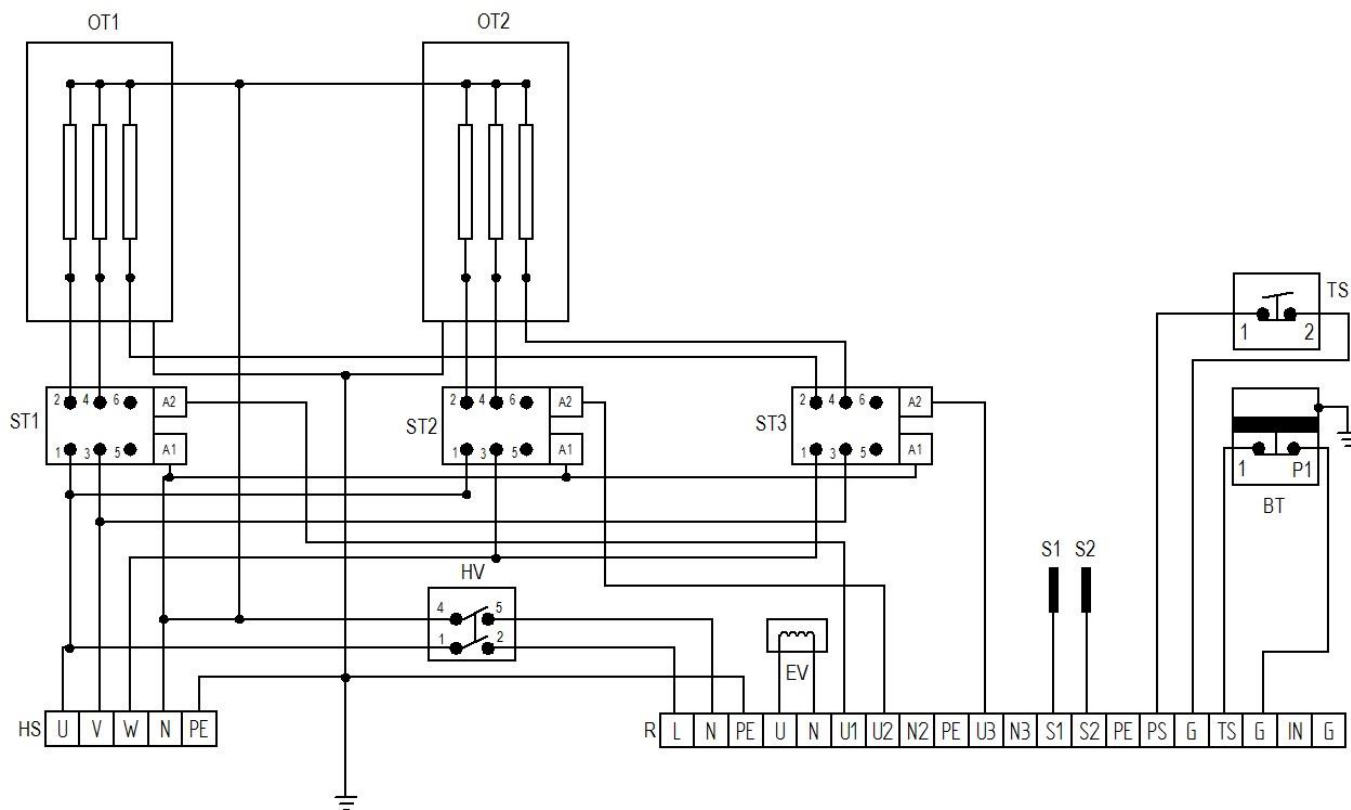 OT1 OT2
TS
1 2
2 4 6 A2 2 4 6 A2 2 4 6 A2
ST1 ST2 ST3
1 3 5 A1 1 3 5 A1 1 3 5 A1
1 P1
BT
S1 S2
HV
4 5
1 2
EV
HS U V W N PE
R L N PE U N U1 U2 N2 PE U3 N3 S1 S2 PE PS G TS G IN G